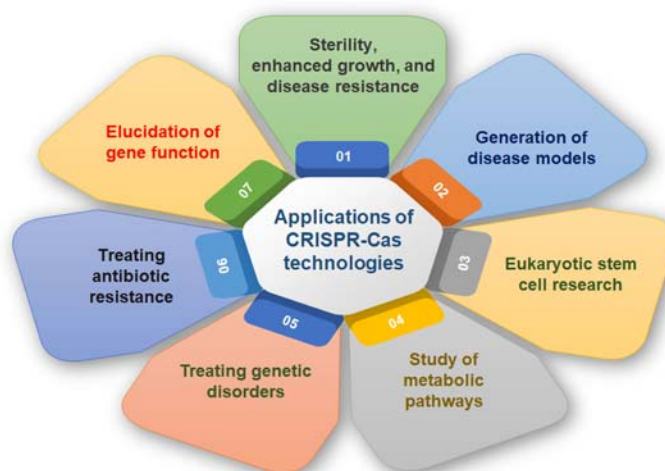 Sterility,
enhanced growth, and
disease resistance
01
Generation of
disease models
02
Eukaryotic stem
cell research
03
Study of
metabolic
pathways
04
Treating genetic
disorders
05
Treating
antibiotic
resistance
06
Elucidation of
gene function
07
Applications of
CRISPR-Cas
technologies